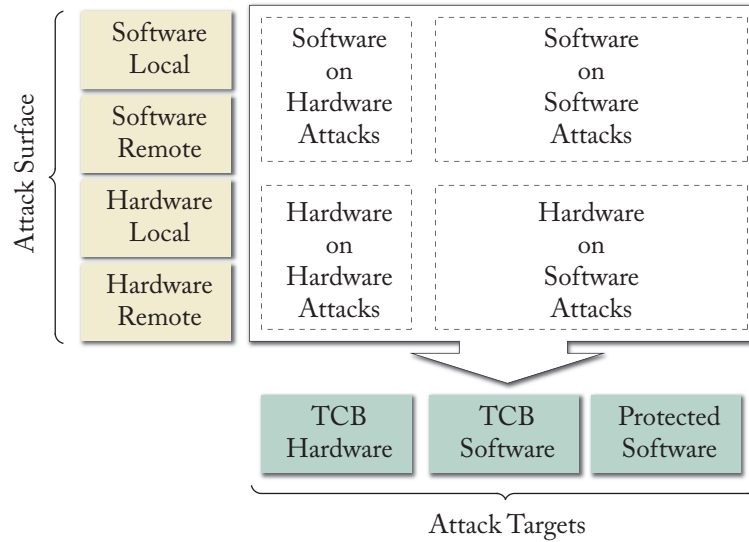 Attack Surface
Software
Local
Software
Remote
Hardware
Local
Hardware
Remote
Software
on
Hardware
Attacks
Software
on
Software
Attacks
Hardware
on
Hardware
Attacks
Hardware
on
Software
Attacks
TCB
Hardware
TCB
Software
Protected
Software
Attack Targets